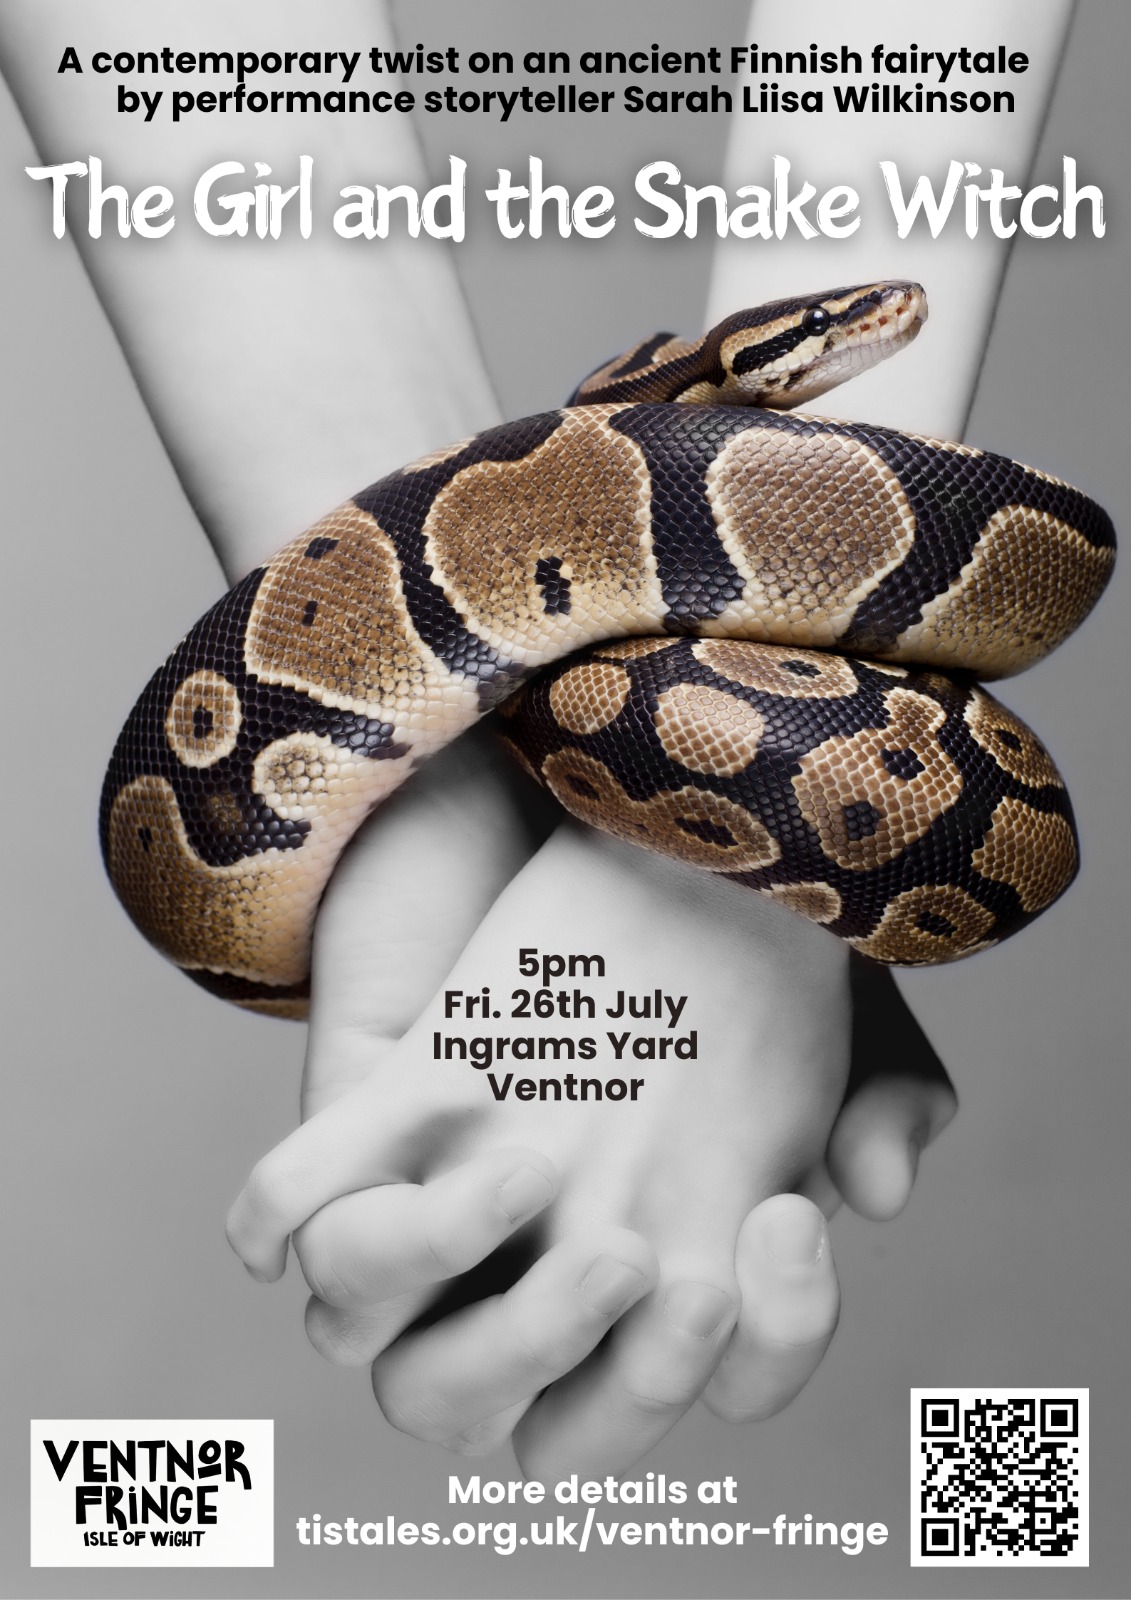 A contemporary twist on an ancient Finnish fairytale
by performance storyteller Sarah Liisa Wilkinson
The Girl and the Snake Witch
5pm
Fri. 26th July
Ingrams Yard
Ventnor
VENTNOR
FRINGE
ISLE OF WIGHT
More details at
tistales.org.uk/ventnor-fringe